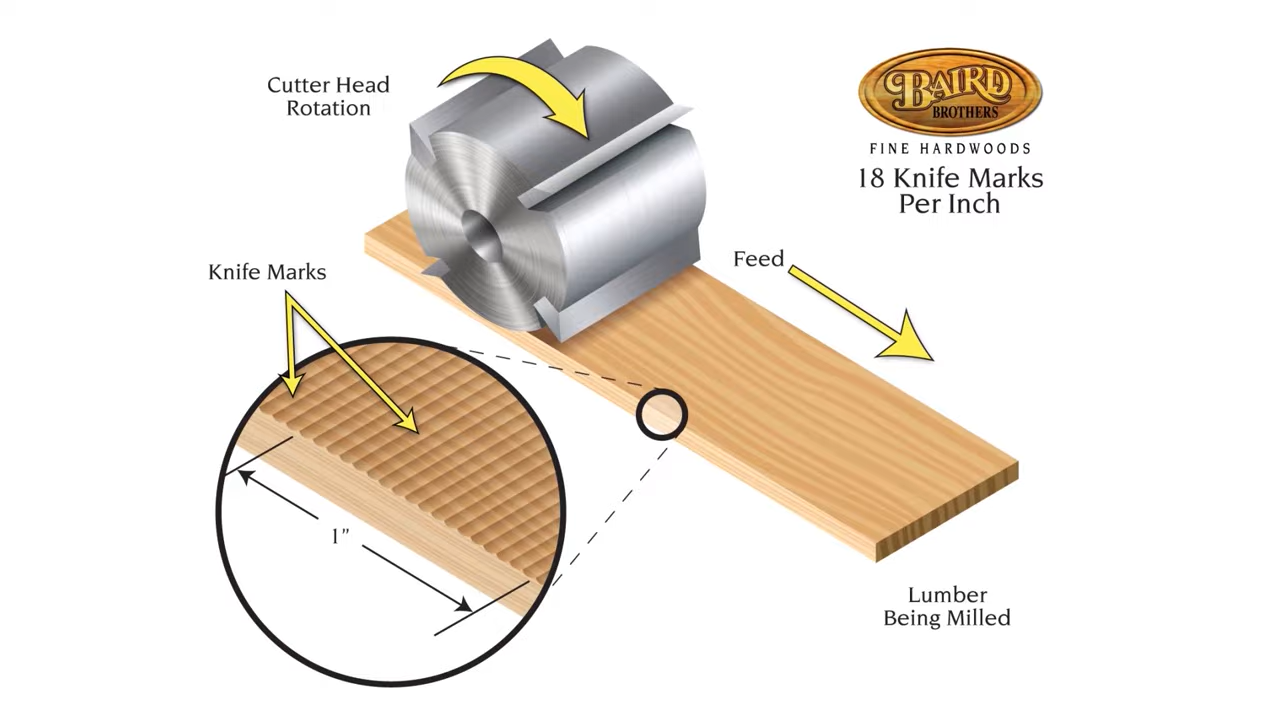 Cutter Head
Rotation
BAIRD
BROTHERS
FINE HARDWOODS
18 Knife Marks
Per Inch
Feed
Knife Marks
1”
Lumber
Being Milled